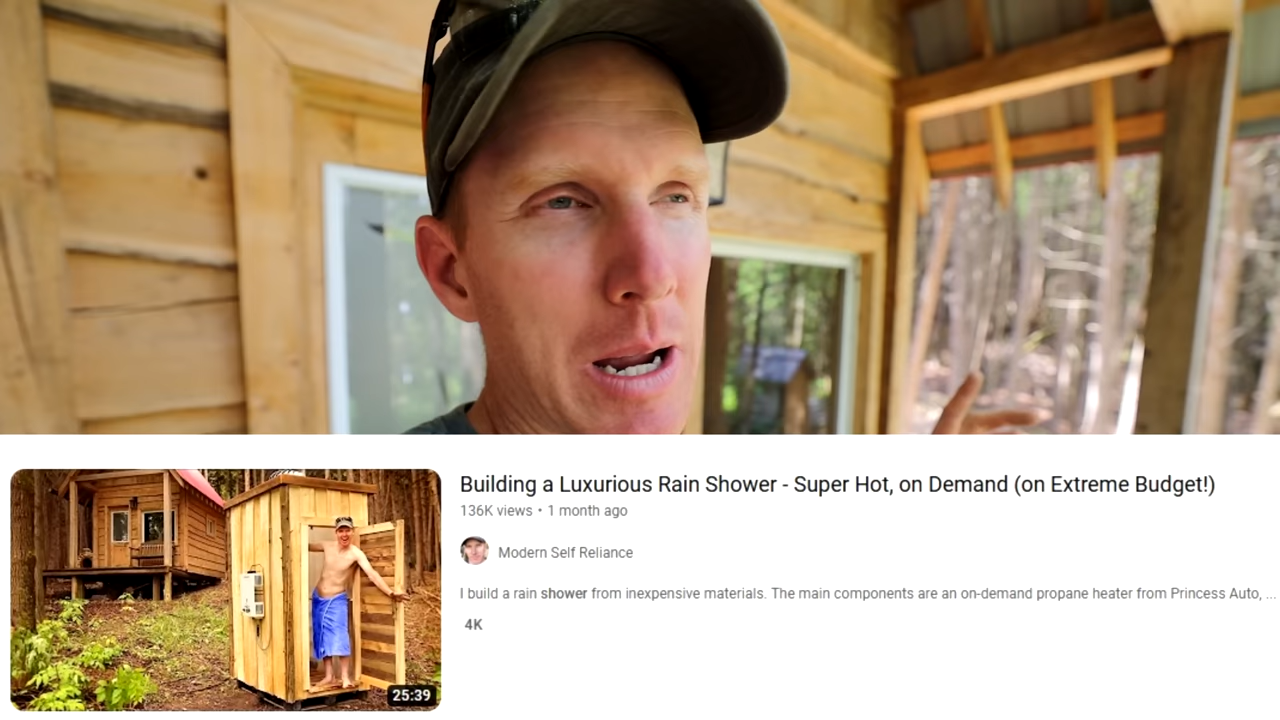 Building a Luxurious Rain Shower - Super Hot, on Demand (on Extreme Budget!)
136K views • 1 month ago
Modern Self Reliance
I build a rain shower from inexpensive materials. The main components are an on-demand propane heater from Princess Auto, ...
4K
25:39